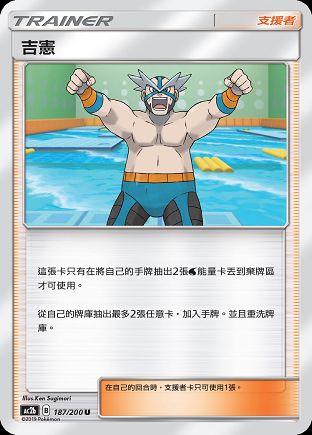 TRAINER 支援者
吉憲
這張卡只有在將自己的手牌抽出2張能量卡丟到棄牌區
才可使用。
從自己的牌庫抽出最多2張任意卡,加入手牌。並且重洗牌
庫。
Illus.Ken Sugimori
AC2b B 187/200 U
©2019 Pokémon
在自己的回合時,支援者卡只可使用1張。